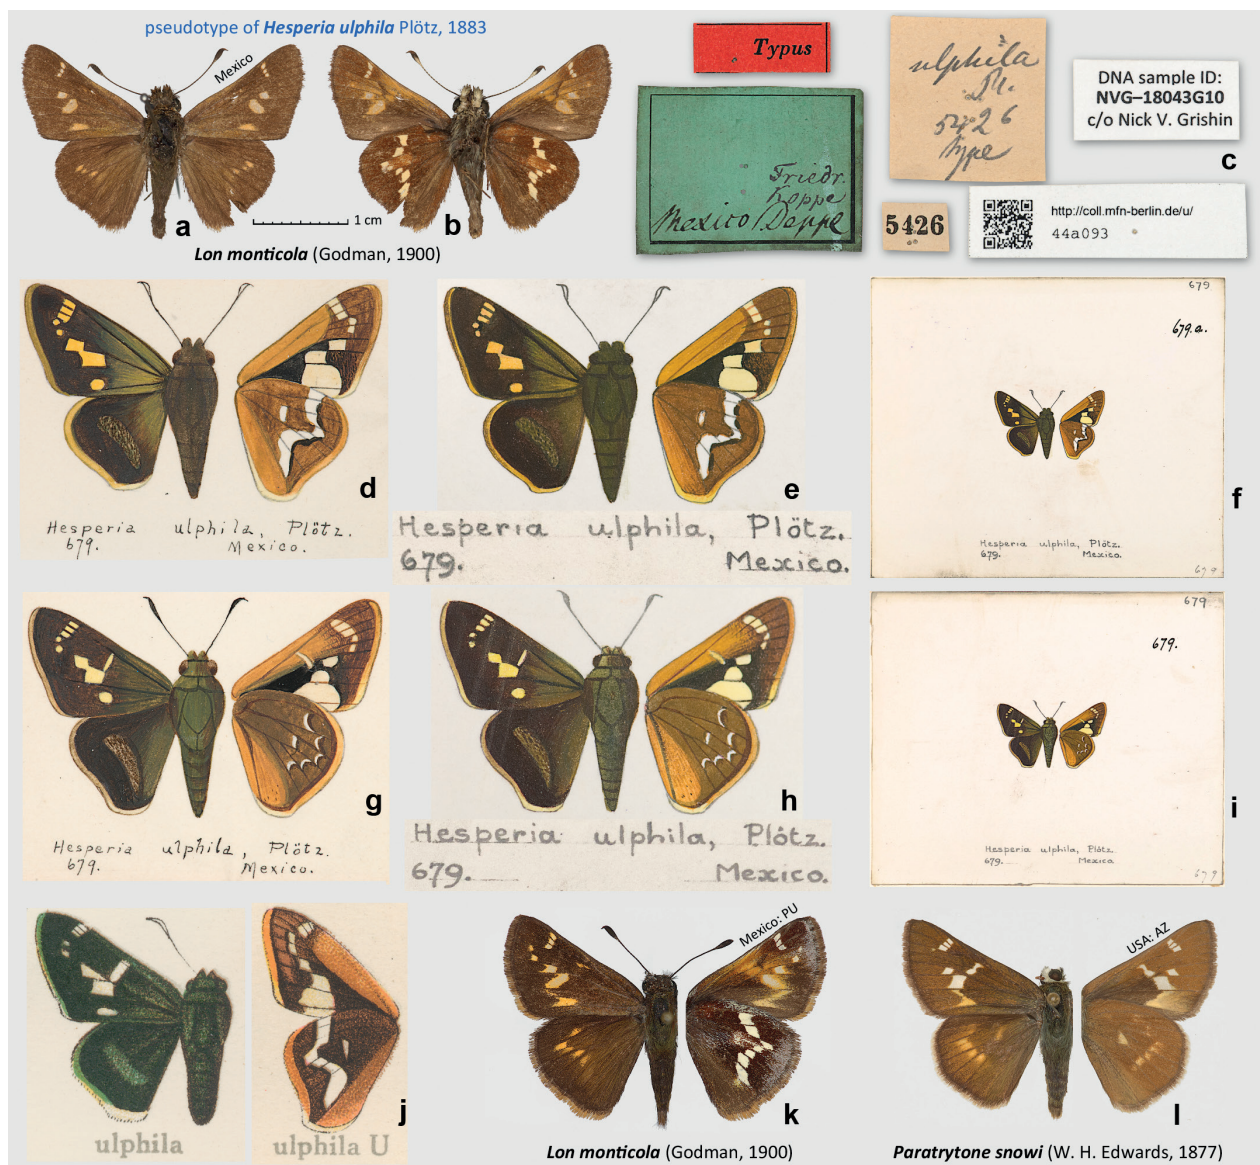 pseudotype of Hesperia ulphila Plötz, 1883
Mexico
a
b
1 cm
Lon monticola (Godman, 1900)
Typus
Friedr.
Koppe
Mexico / Deppe
ulphila
Pl.
5426
type
DNA sample ID:
NVG–18043G10
c/o Nick V. Grishin
c
5426
http://coll.mfn-berlin.de/u/
44a093
d
Hesperia ulphila, Plötz.
679. Mexico.
e
Hesperia ulphila, Plötz.
679. Mexico.
679
679.a.
f
Hesperia ulphila, Plötz.
679. Mexico.
679
g
Hesperia ulphila, Plötz.
679. Mexico.
h
Hesperia ulphila, Plötz.
679. Mexico.
679
679.
i
Hesperia ulphila, Plötz.
679. Mexico
679
j
ulphila
ulphila U
Mexico: PU
k
Lon monticola (Godman, 1900)
USA: AZ
l
Paratrytone snowi (W. H. Edwards, 1877)